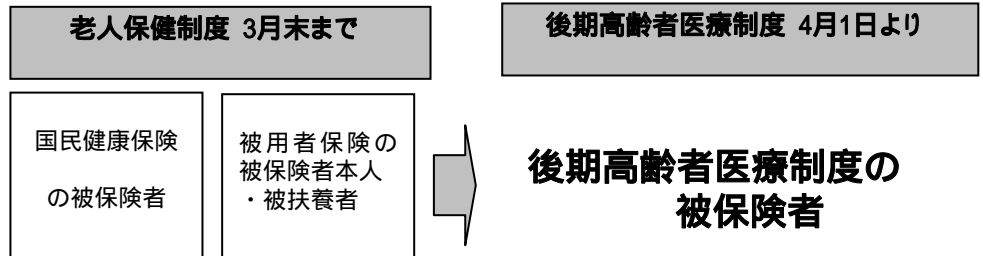 老人保健制度 3月末まで
後期高齢者医療制度 4月1日より
国民健康保険
の被保険者
被用者保険の
被保険者本人
・被扶養者
後期高齢者医療制度の
被保険者